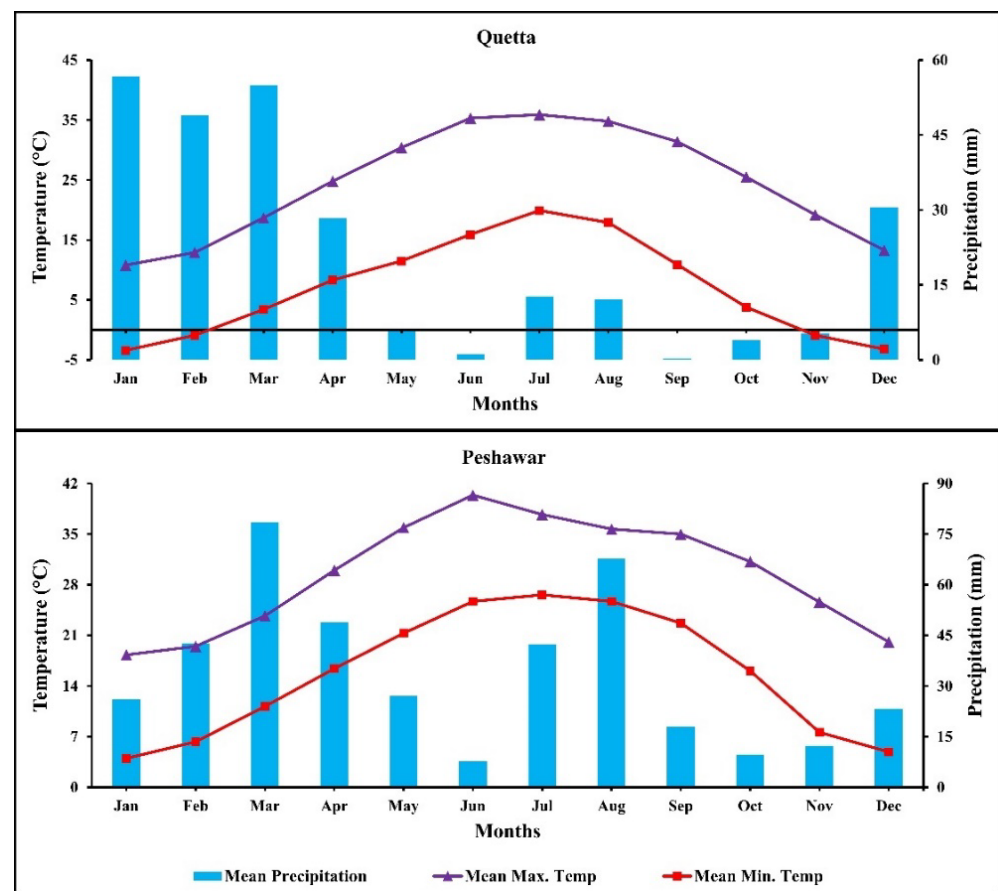 Quetta
Temperature (°C)
45
35
25
15
5
-5
Precipitation (mm)
60
45
30
15
0
Jan Feb Mar Apr May Jun Jul Aug Sep Oct Nov Dec
Months
Peshawar
Temperature (°C)
42
35
28
21
14
7
0
Precipitation (mm)
90
75
60
45
30
15
0
Jan Feb Mar Apr May Jun Jul Aug Sep Oct Nov Dec
Months
Mean Precipitation Mean Max. Temp Mean Min. Temp